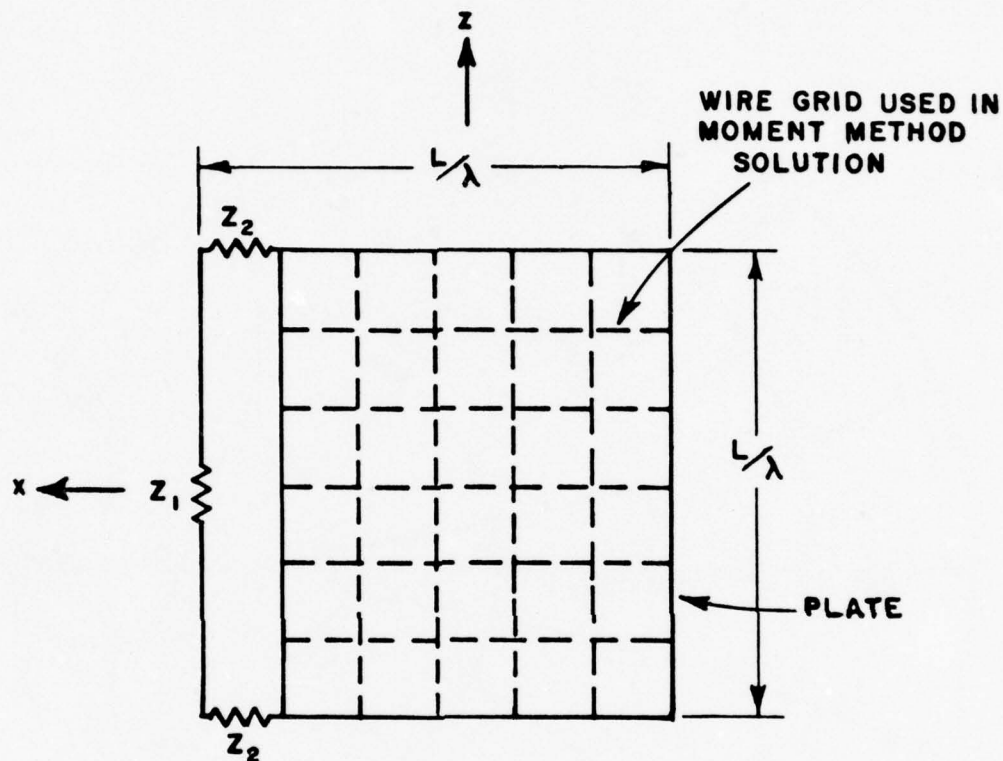 Z
WIRE GRID USED IN
MOMENT METHOD
SOLUTION
L/λ
Z₂
L/λ
X
Z₁
PLATE
Z₂